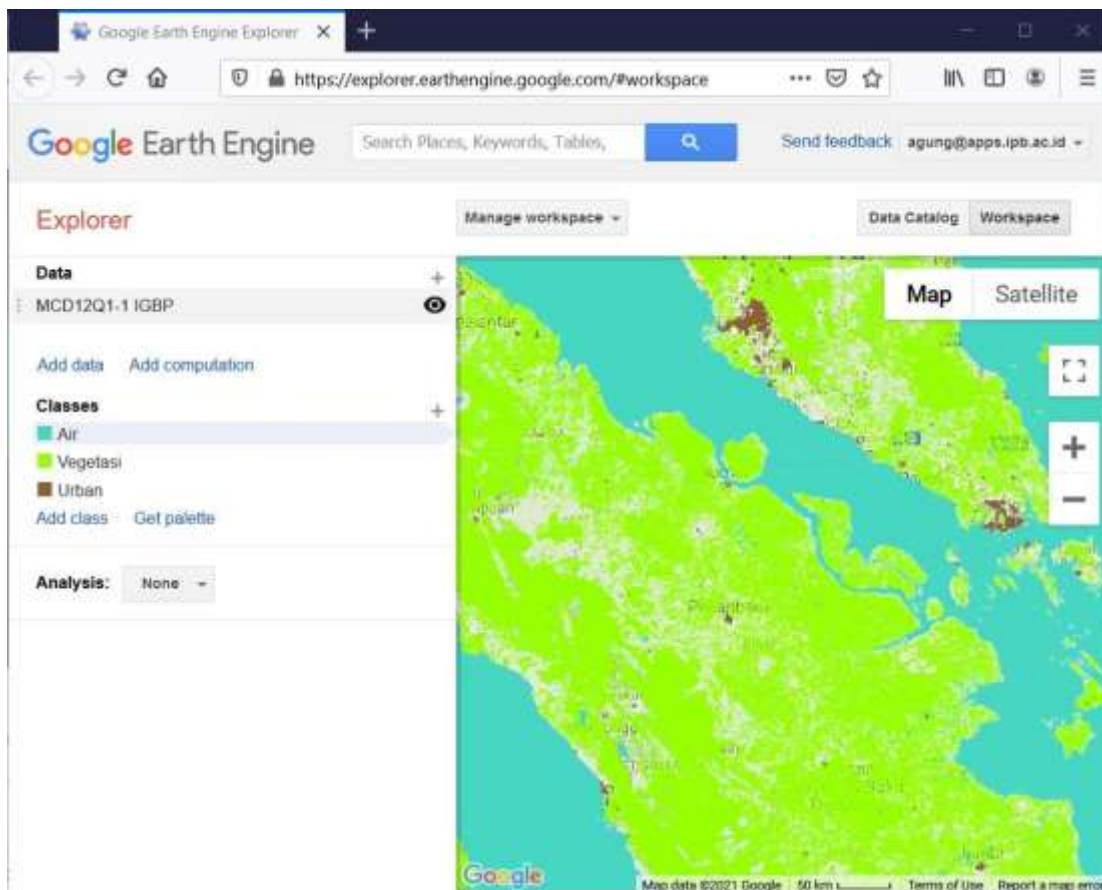 Google Earth Engine Explorer
https://explorer.earthengine.google.com/#workspace
Google Earth Engine
Search Places, Keywords, Tables,
Send feedback
agung@apps.ipb.ac.id
Explorer
Manage workspace
Data Catalog
Workspace
Data
MCD12Q1-1 IGBP
Add data
Add computation
Classes
Air
Vegetasi
Urban
Add class
Get palette
Analysis:
None
Map
Satellite
Google
Map data ©2021 Google
50 km
Terms of Use
Report a map error